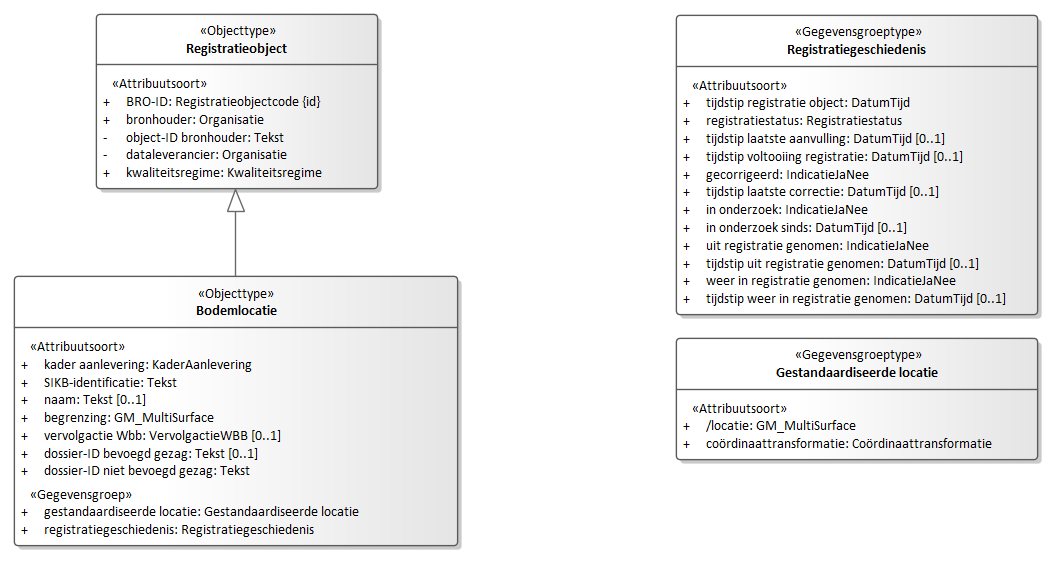 «Objecttype»
Registratieobject
«Attribuutsoort»
+ BRO-ID: Registratieobjectcode {id}
+ bronhouder: Organisatie
- object-ID bronhouder: Tekst
- dataleverancier: Organisatie
+ kwaliteitsregime: Kwaliteitsregime
«Objecttype»
Bodemlocatie
«Attribuutsoort»
+ kader aanlevering: KaderAanlevering
+ SIKB-identificatie: Tekst
+ naam: Tekst [0..1]
+ begrenzing: GM_MultiSurface
+ vervolgactie Wbb: VervolgactieWBB [0..1]
+ dossier-ID bevoegd gezag: Tekst [0..1]
+ dossier-ID niet bevoegd gezag: Tekst
«Gegevensgroep»
+ gestandaardiseerde locatie: Gestandaardiseerde locatie
+ registratiegeschiedenis: Registratiegeschiedenis
«Gegevensgroeptype»
Registratiegeschiedenis
«Attribuutsoort»
+ tijdstip registratie object: DatumTijd
+ registratiestatus: Registratiestatus
+ tijdstip laatste aanvulling: DatumTijd [0..1]
+ tijdstip voltooiing registratie: DatumTijd [0..1]
+ gecorrigeerd: IndicatieJaNee
+ tijdstip laatste correctie: DatumTijd [0..1]
+ in onderzoek: IndicatieJaNee
+ in onderzoek sinds: DatumTijd [0..1]
+ uit registratie genomen: IndicatieJaNee
+ tijdstip uit registratie genomen: DatumTijd [0..1]
+ weer in registratie genomen: IndicatieJaNee
+ tijdstip weer in registratie genomen: DatumTijd [0..1]
«Gegevensgroeptype»
Gestandaardiseerde locatie
«Attribuutsoort»
+ /locatie: GM_MultiSurface
+ coördinaattransformatie: Coördinaattransformatie